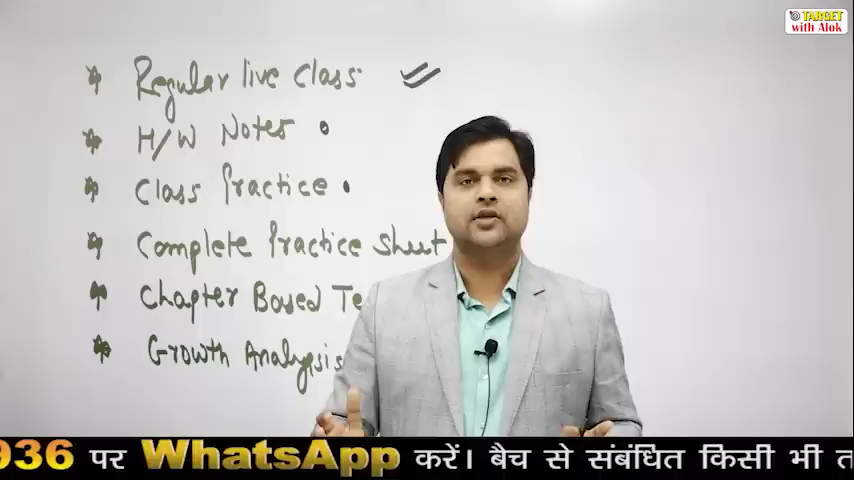 TARGET
with Alok
Regular live Class
H/W Notes
Class Practice
Complete Practice Sheet
Chapter Based Te
Growth Analysis
936 पर WhatsApp करें। बैच से संबंधित किसी भी त